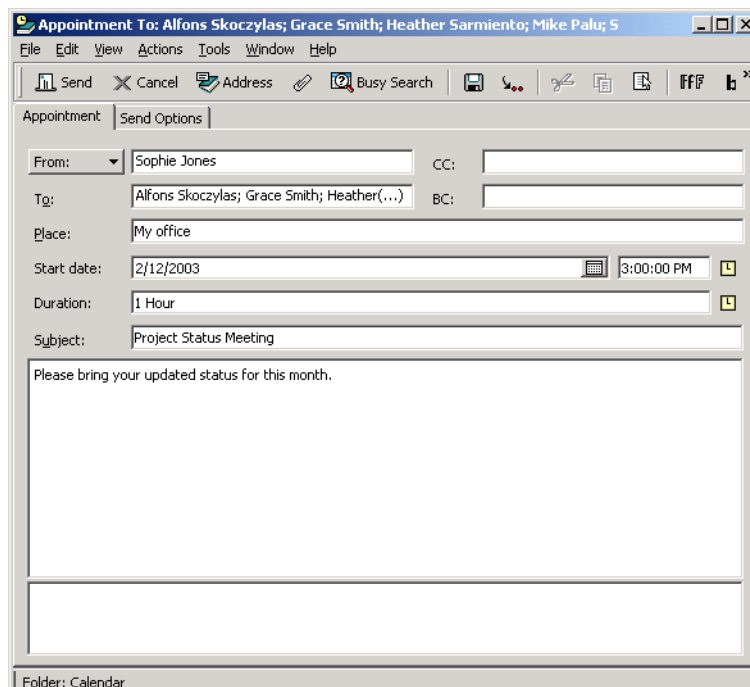 Appointment To: Alfons Skoczylas; Grace Smith; Heather Sarmiento; Mike Palu; S
File Edit View Actions Tools Window Help
Send Cancel Address Busy Search
Appointment Send Options
From: Sophie Jones CC:
To: Alfons Skoczylas; Grace Smith; Heather(...) BC:
Place: My office
Start date: 2/12/2003 3:00:00 PM
Duration: 1 Hour
Subject: Project Status Meeting
Please bring your updated status for this month.
Folder: Calendar